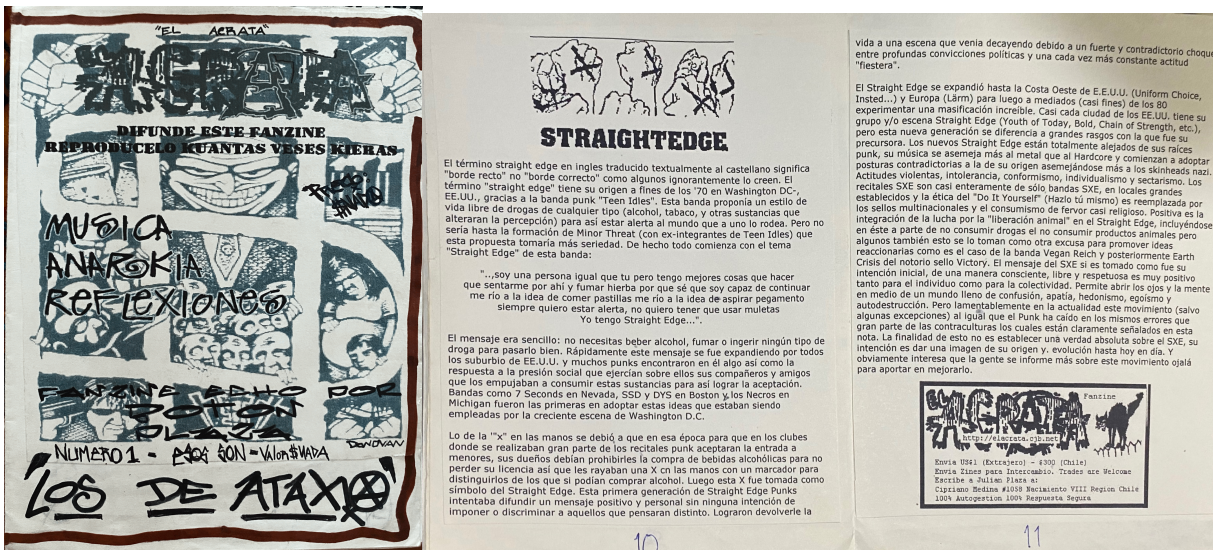 "EL ACRATA"
ACRATA
DIFUNDE ESTE FANZINE
REPRODUCELO KUANTAS VESES KIERAS
MUSICA
ANAROKIA
REFLEXIONES
FANZINE ECHO POR
POTON
PLAZA
DONOVAN
NUMERO 1 - SON = VALOR $NADA
"LOS DE ATAXIA
STRAIGHTEDGE
El término straight edge en ingles traducido textualmente al castellano significa
"borde recto" no "borde correcto" como algunos ignorantemente lo creen. El
término "straight edge" tiene su origen a fines de los '70 en Washington DC-,
EE.UU., gracias a la banda punk "Teen Idles". Esta banda proponía un estilo de
vida libre de drogas de cualquier tipo (alcohol, tabaco, y otras sustancias que
alteraran la percepción) para así estar alerta al mundo que a uno lo rodea. Pero no
sería hasta la formación de Minor Threat (con ex-integrantes de Teen Idles) que
esta propuesta tomaría más seriedad. De hecho todo comienza con el tema
"Straight Edge" de esta banda:
"..,soy una persona igual que tu pero tengo mejores cosas que hacer
que sentarme por ahí y fumar hierba por que sé que soy capaz de continuar
me río a la idea de comer pastillas me río a la idea de aspirar pegamento
siempre quiero estar alerta, no quiero tener que usar muletas
Yo tengo Straight Edge...".
El mensaje era sencillo: no necesitas beber alcohol, fumar o ingerir ningún tipo de
droga para pasarlo bien. Rápidamente este mensaje se fue expandiendo por todos
los suburbio de EE.UU. y muchos punks encontraron en él algo así como la
respuesta a la presión social que ejercían sobre ellos sus compañeros y amigos
que los empujaban a consumir estas sustancias para así lograr la aceptación.
Bandas como 7 Seconds en Nevada, SSD y DYS en Boston y los Necros en
Michigan fueron las primeras en adoptar estas ideas que estaban siendo
empleadas por la creciente escena de Washington D.C.
Lo de la '"x" en las manos se debió a que en esa época para que en los clubes
donde se realizaban gran parte de los recitales punk aceptaran la entrada a
menores, sus dueños debían prohibirles la compra de bebidas alcohólicas para no
perder su licencia así que les rayaban una X cn las manos con un marcador para
distinguirlos de los que si podían comprar alcohol. Luego esta X fue tomada como
símbolo del Straight Edge. Esta primera generación de Straight Edge Punks
intentaba difundir un mensaje positivo y personal sin ninguna intención de
imponer o discriminar a aquellos que pensaran distinto. Lograron devolverle la
10
vida a una escena que venia decayendo debido a un fuerte y contradictorio choque
entre profundas convicciones políticas y una cada vez más constante actitud
"fiestera".
El Straight Edge se expandió hasta la Costa Oeste de E.E.U.U. (Uniform Choice,
Insted...) y Europa (Lärm) para luego a mediados (casi fines) de los 80
experimentar una masificación increíble. Casi cada ciudad de los EE.UU. tiene su
grupo y/o escena Straight Edge (Youth of Today, Bold, Chain of Strength, etc.),
pero esta nueva generación se diferencia a grandes rasgos con la que fue su
precursora. Los nuevos Straight Edge están totalmente alejados de sus raíces
punk, su música se asemeja más al metal que al Hardcore y comienzan a adoptar
posturas contradictorias a la de su origen asemejándose más a los skinheads nazi.
Actitudes violentas, intolerancia, conformismo, individualismo y sectarismo. Los
recitales SXE son casi enteramente de sólo bandas SXE, en locales grandes
establecidos y la ética del "Do It Yourself" (Hazlo tú mismo) es reemplazada por
los sellos multinacionales y el consumismo de fervor casi religioso. Positiva es la
integración de la lucha por la "liberación animal" en el Straight Edge, incluyéndose
en éste a parte de no consumir drogas el no consumir productos animales pero
algunos también esto se lo toman como otra excusa para promover ideas
reaccionarias como es el caso de la banda Vegan Reich y posteriormente Earth
Crisis del notorio sello Victory. El mensaje del SXE si es tomado como fue su
intención inicial, de una manera consciente, libre y respetuosa es muy positivo
tanto para el individuo como para la colectividad. Permite abrir los ojos y la mente
en medio de un mundo lleno de confusión, apatía, hedonismo, egoísmo y
autodestrucción. Pero lamentablemente en la actualidad este movimiento (salvo
algunas excepciones) al igual que el Punk ha caído en los mismos errores que
gran parte de las contraculturas los cuales están claramente señalados en esta
nota. La finalidad de esto no es establecer una verdad absoluta sobre el SXE, su
intención es dar una imagen de su origen y. evolución hasta hoy en día. Y
obviamente interesa que la gente se informe más sobre este movimiento ojalá
para aportar en mejorarlo.
ACRATA
Fanzine
http://elacrata.cjb.net
Envia US$1 (Extrajero) - $300 (Chile)
Envia Zines para Intercambio. Trades are Welcome
Escribe a Julian Plaza a:
Cipriano Medina #1058 Nacimiento VIII Region Chile
100% Autogestion 100% Respuesta Segura
11